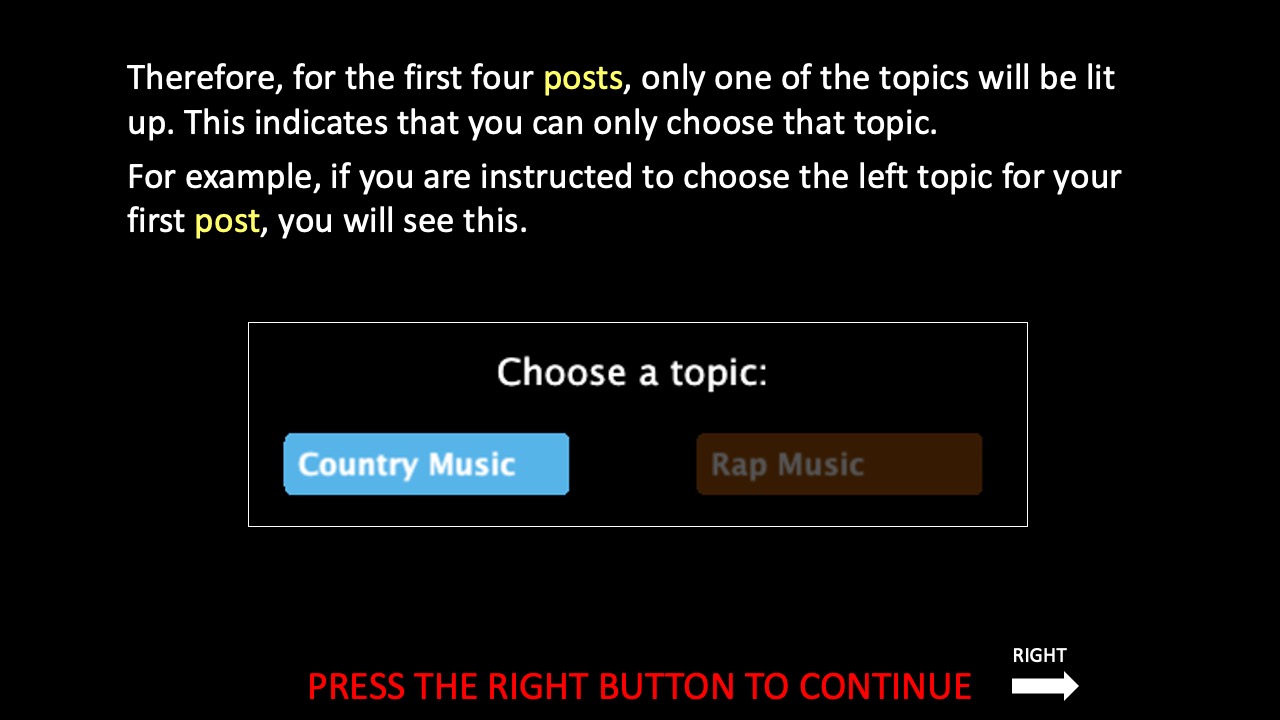 Therefore, for the first four posts, only one of the topics will be lit
up. This indicates that you can only choose that topic.
For example, if you are instructed to choose the left topic for your
first post, you will see this.
Choose a topic:
Country Music
Rap Music
RIGHT
PRESS THE RIGHT BUTTON TO CONTINUE